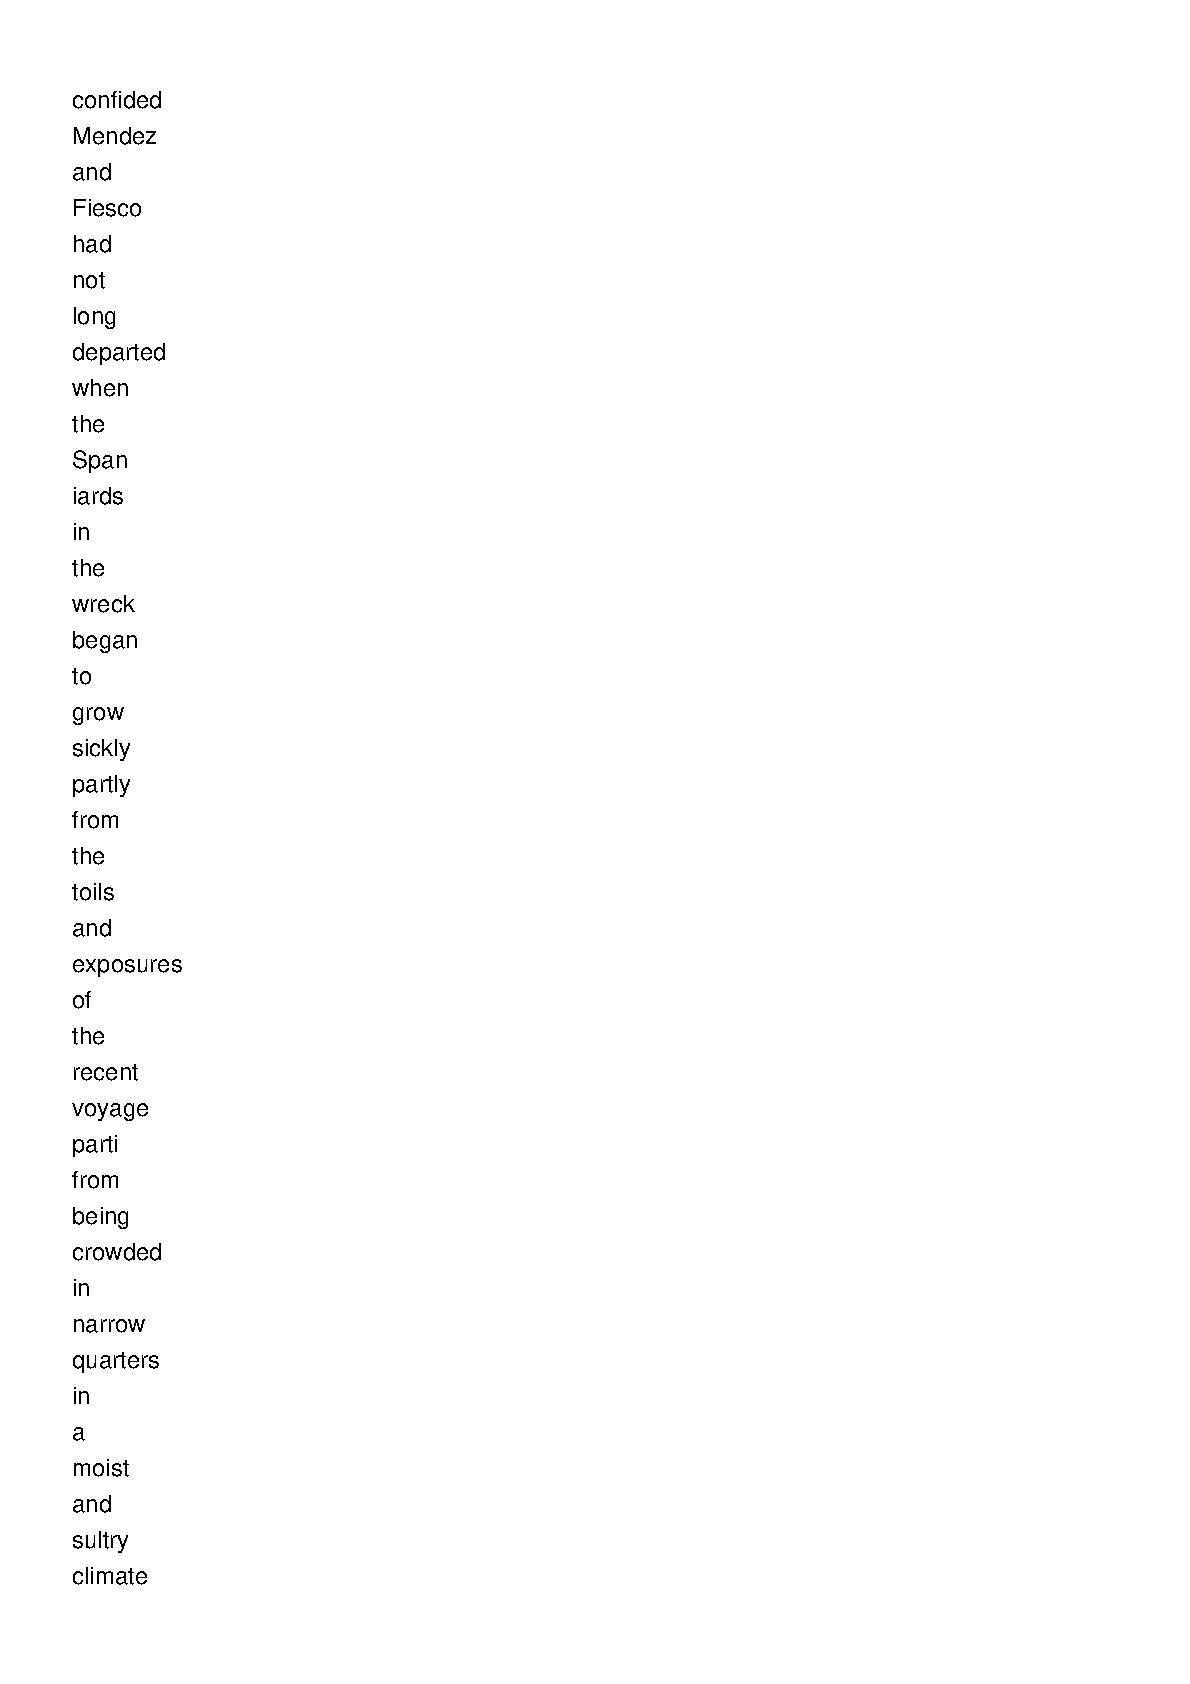 confided
Mendez
and
Fiesco
had
not
long
departed
when
the
Span
iards
in
the
wreck
began
to
grow
sickly
partly
from
the
toils
and
exposures
of
the
recent
voyage
parti
from
being
crowded
in
narrow
quarters
in
a
moist
and
sultry
climate